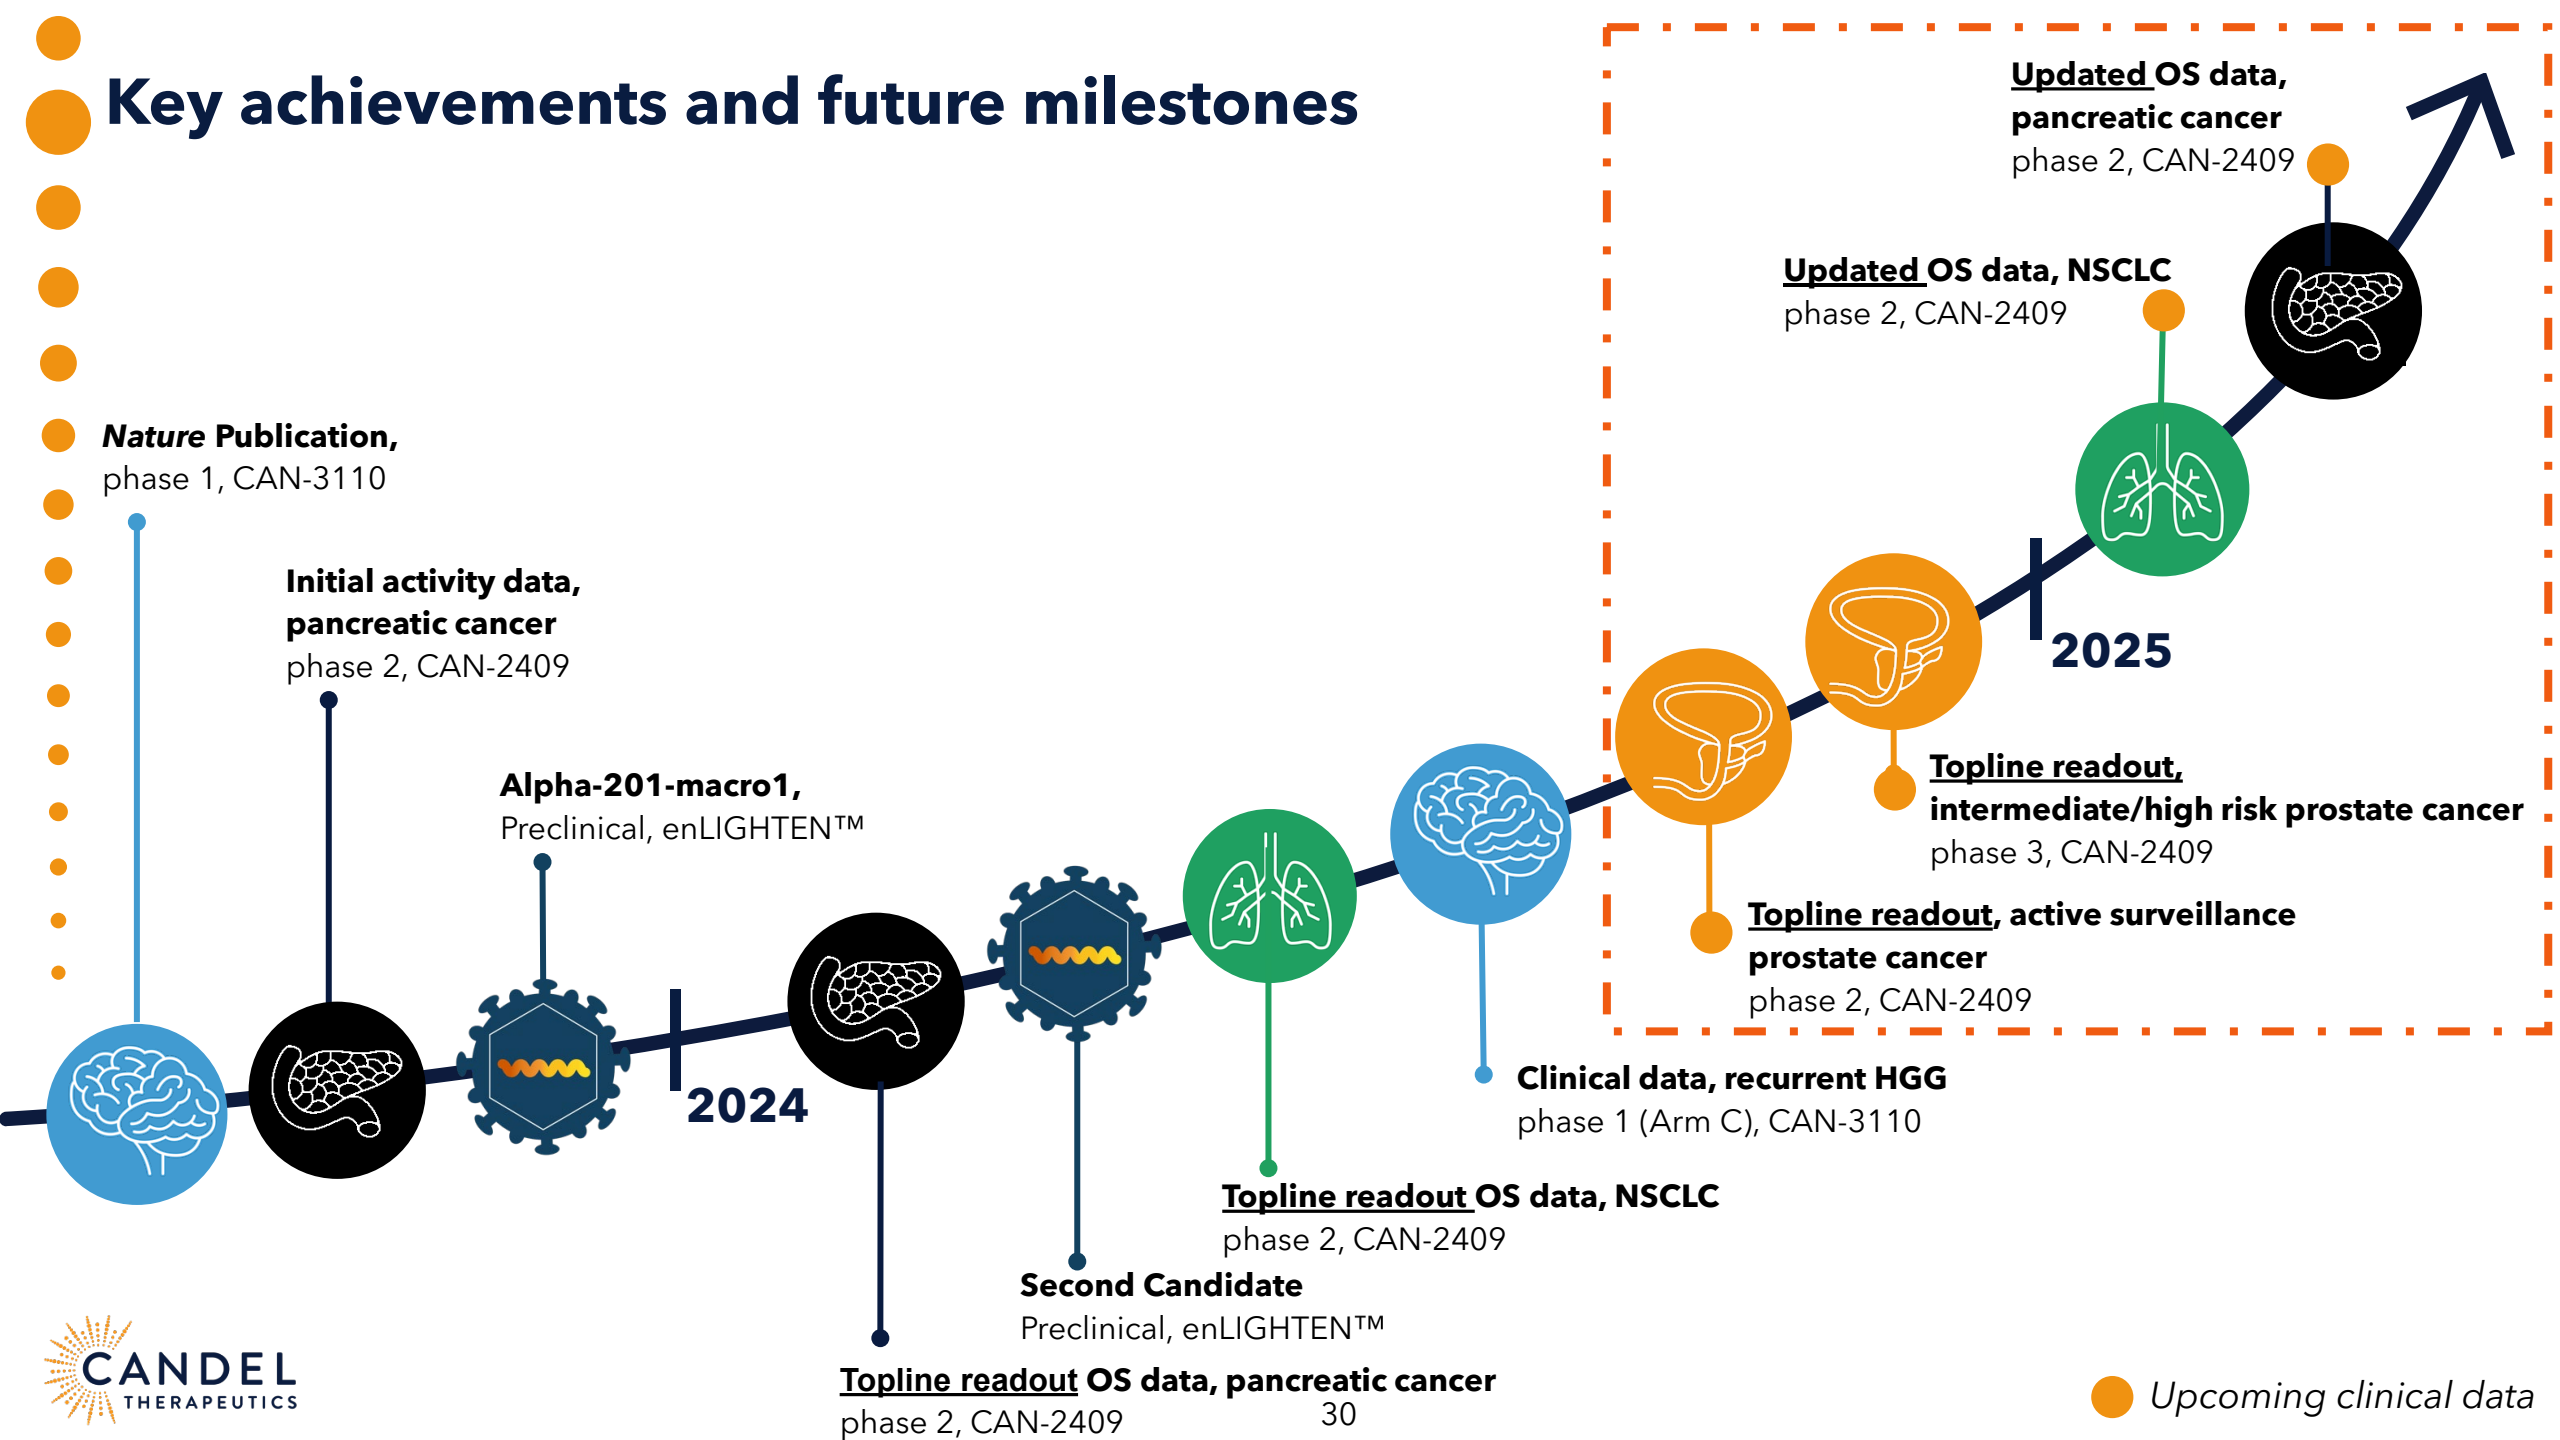 Key achievements and future milestones
Updated OS data,
pancreatic cancer
phase 2, CAN-2409
Updated OS data, NSCLC
phase 2, CAN-2409
Nature Publication,
phase 1, CAN-3110
Initial activity data,
pancreatic cancer
phase 2, CAN-2409
Alpha-201-macro1,
Preclinical, enLIGHTEN™
2025
Topline readout,
intermediate/high risk prostate cancer
phase 3, CAN-2409
Topline readout, active surveillance
prostate cancer
phase 2, CAN-2409
2024
Clinical data, recurrent HGG
phase 1 (Arm C), CAN-3110
Topline readout OS data, NSCLC
phase 2, CAN-2409
Second Candidate
Preclinical, enLIGHTEN™
Topline readout OS data, pancreatic cancer
phase 2, CAN-2409
30
CANDEL
THERAPEUTICS
Upcoming clinical data